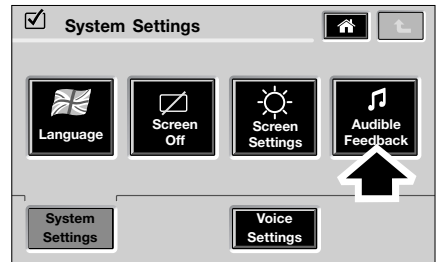 System Settings
Language
Screen
Off
Screen
Settings
Audible
Feedback
System
Settings
Voice
Settings